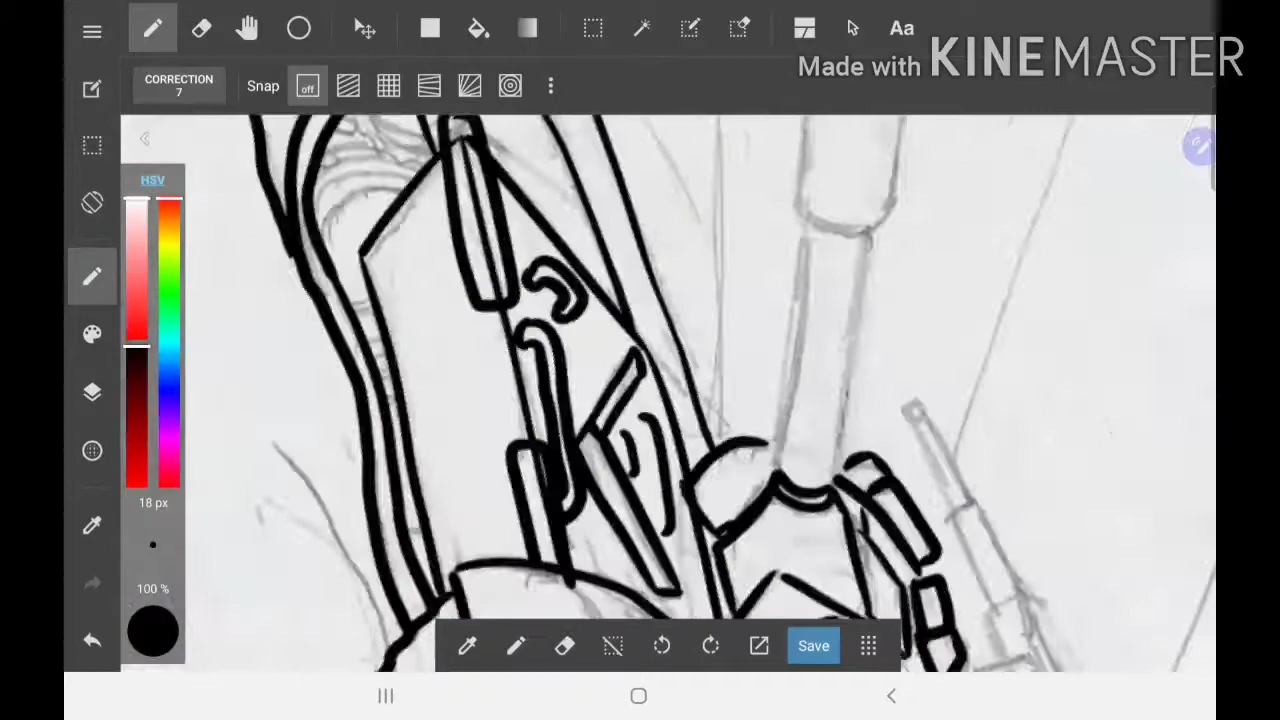 Aa
Made with KINEMASTER
CORRECTION
7
Snap
off
HSV
18 px
100 %
Save